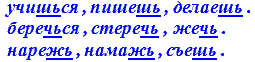 учишься , пишешь , делаешь .
беречься , стеречь , жечь .
нарежь , намажь , съешь .